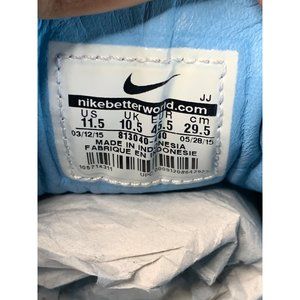 JJ
nikebetterworld.com
US UK EUR cm
11.5 10.5 45.5 29.5
03/12/15 813040- 05/28/15
MADE IN INDONESIA
FABRIQUE EN INDONESIE
UPC